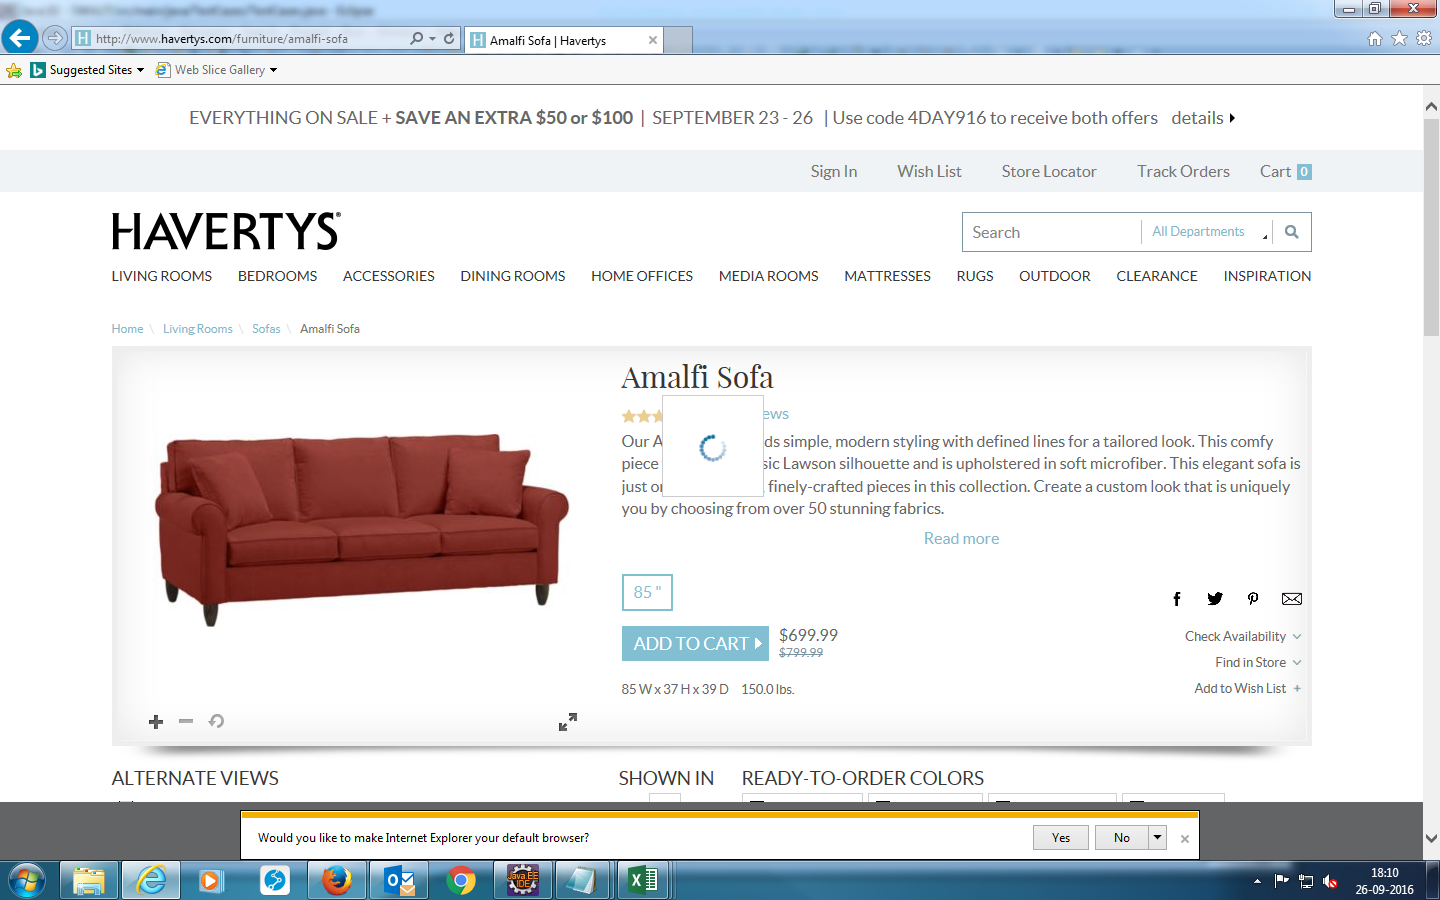 http://www.havertys.com/furniture/amalfi-sofa
Amalfi Sofa | Havertys
Suggested Sites
Web Slice Gallery
EVERYTHING ON SALE + SAVE AN EXTRA $50 or $100 | SEPTEMBER 23 - 26 | Use code 4DAY916 to receive both offers details
Sign In Wish List Store Locator Track Orders Cart 0
HAVERTYS
Search All Departments
LIVING ROOMS BEDROOMS ACCESSORIES DINING ROOMS HOME OFFICES MEDIA ROOMS MATTRESSES RUGS OUTDOOR CLEARANCE INSPIRATION
Home \ Living Rooms \ Sofas \ Amalfi Sofa
Amalfi Sofa
ews
Our A ds simple, modern styling with defined lines for a tailored look. This comfy
piece sic Lawson silhouette and is upholstered in soft microfiber. This elegant sofa is
just or finely-crafted pieces in this collection. Create a custom look that is uniquely
you by choosing from over 50 stunning fabrics.
Read more
85 "
ADD TO CART
$699.99
$799.99
Check Availability
Find in Store
Add to Wish List +
85 W x 37 H x 39 D 150.0 lbs.
ALTERNATE VIEWS
SHOWN IN
READY-TO-ORDER COLORS
Would you like to make Internet Explorer your default browser?
Yes
No
Java EE
IDE
18:10
26-09-2016